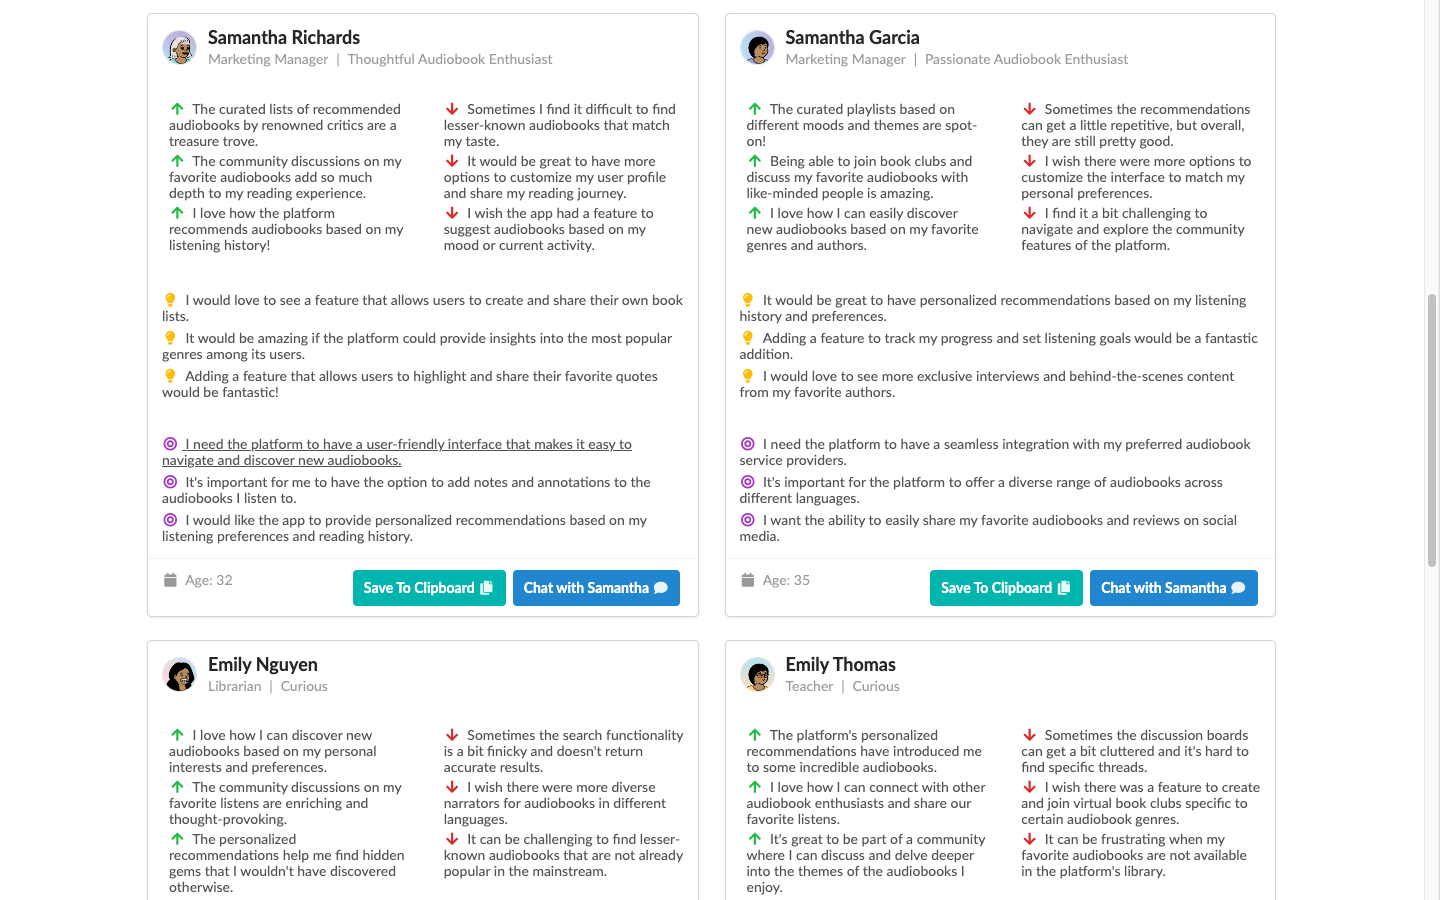 Samantha Richards
Marketing Manager | Thoughtful Audiobook Enthusiast
The curated lists of recommended
audiobooks by renowned critics are a
treasure trove.
The community discussions on my
favorite audiobooks add so much
depth to my reading experience.
I love how the platform
recommends audiobooks based on my
listening history!
Sometimes I find it difficult to find
lesser-known audiobooks that match
my taste.
It would be great to have more
options to customize my user profile
and share my reading journey.
I wish the app had a feature to
suggest audiobooks based on my
mood or current activity.
I would love to see a feature that allows users to create and share their own book
lists.
It would be amazing if the platform could provide insights into the most popular
genres among its users.
Adding a feature that allows users to highlight and share their favorite quotes
would be fantastic!
I need the platform to have a user-friendly interface that makes it easy to
navigate and discover new audiobooks.
It's important for me to have the option to add notes and annotations to the
audiobooks I listen to.
I would like the app to provide personalized recommendations based on my
listening preferences and reading history.
Age: 32
Save To Clipboard
Chat with Samantha
Samantha Garcia
Marketing Manager | Passionate Audiobook Enthusiast
The curated playlists based on
different moods and themes are spot-
on!
Being able to join book clubs and
discuss my favorite audiobooks with
like-minded people is amazing.
I love how I can easily discover
new audiobooks based on my favorite
genres and authors.
Sometimes the recommendations
can get a little repetitive, but overall,
they are still pretty good.
I wish there were more options to
customize the interface to match my
personal preferences.
I find it a bit challenging to
navigate and explore the community
features of the platform.
It would be great to have personalized recommendations based on my listening
history and preferences.
Adding a feature to track my progress and set listening goals would be a fantastic
addition.
I would love to see more exclusive interviews and behind-the-scenes content
from my favorite authors.
I need the platform to have a seamless integration with my preferred audiobook
service providers.
It's important for the platform to offer a diverse range of audiobooks across
different languages.
I want the ability to easily share my favorite audiobooks and reviews on social
media.
Age: 35
Save To Clipboard
Chat with Samantha
Emily Nguyen
Librarian | Curious
I love how I can discover new
audiobooks based on my personal
interests and preferences.
The community discussions on my
favorite listens are enriching and
thought-provoking.
The personalized
recommendations help me find hidden
gems that I wouldn't have discovered
otherwise.
Sometimes the search functionality
is a bit finicky and doesn't return
accurate results.
I wish there were more diverse
narrators for audiobooks in different
languages.
It can be challenging to find lesser-
known audiobooks that are not already
popular in the mainstream.
Emily Thomas
Teacher | Curious
The platform's personalized
recommendations have introduced me
to some incredible audiobooks.
I love how I can connect with other
audiobook enthusiasts and share our
favorite listens.
It's great to be part of a community
where I can discuss and delve deeper
into the themes of the audiobooks I
enjoy.
Sometimes the discussion boards
can get a bit cluttered and it's hard to
find specific threads.
I wish there was a feature to create
and join virtual book clubs specific to
certain audiobook genres.
It can be frustrating when my
favorite audiobooks are not available
in the platform's library.